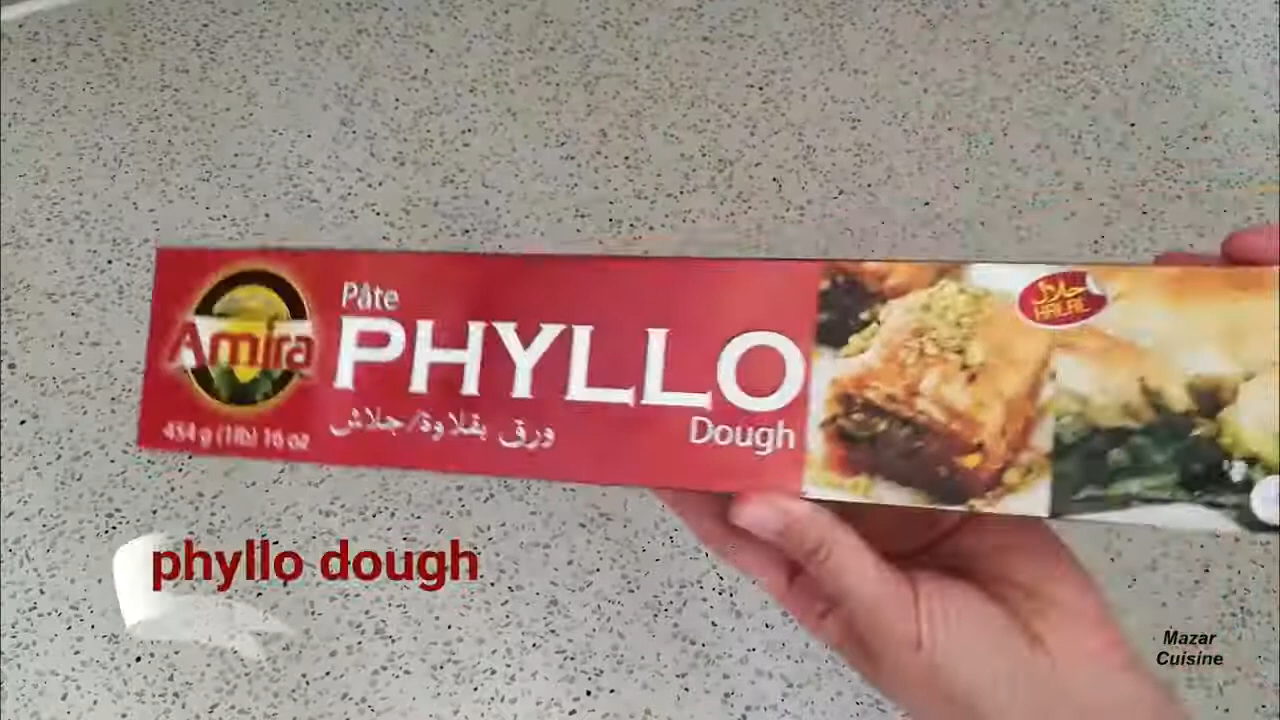 Pâte
Amira
PHYLLO
Dough
ورق بقلاوة/جلاش
454 g (1lb) 16 oz
حلال
HALAL
phyllo dough
Mazar
Cuisine